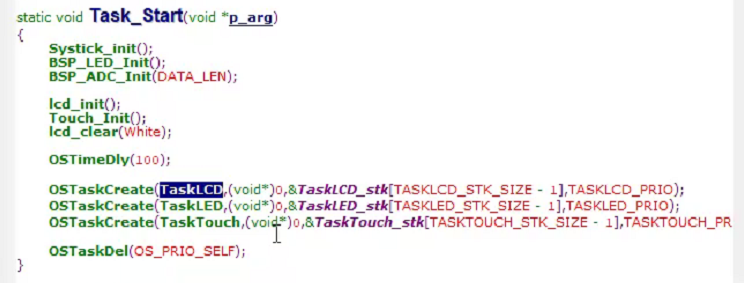 static void Task_Start(void *p_arg)
{
Systick_init();
BSP_LED_Init();
BSP_ADC_Init(DATA_LEN);
lcd_init();
Touch_Init();
lcd_clear(White);
OSTimeDly(100);
OSTaskCreate(TaskLCD,(void*)0,&TaskLCD_stk[TASKLCD_STK_SIZE - 1],TASKLCD_PRIO);
OSTaskCreate(TaskLED,(void*)0,&TaskLED_stk[TASKLED_STK_SIZE - 1],TASKLED_PRIO);
OSTaskCreate(TaskTouch,(void*)0,&TaskTouch_stk[TASKTOUCH_STK_SIZE - 1],TASKTOUCH_PR
OSTaskDel(OS_PRIO_SELF);
}